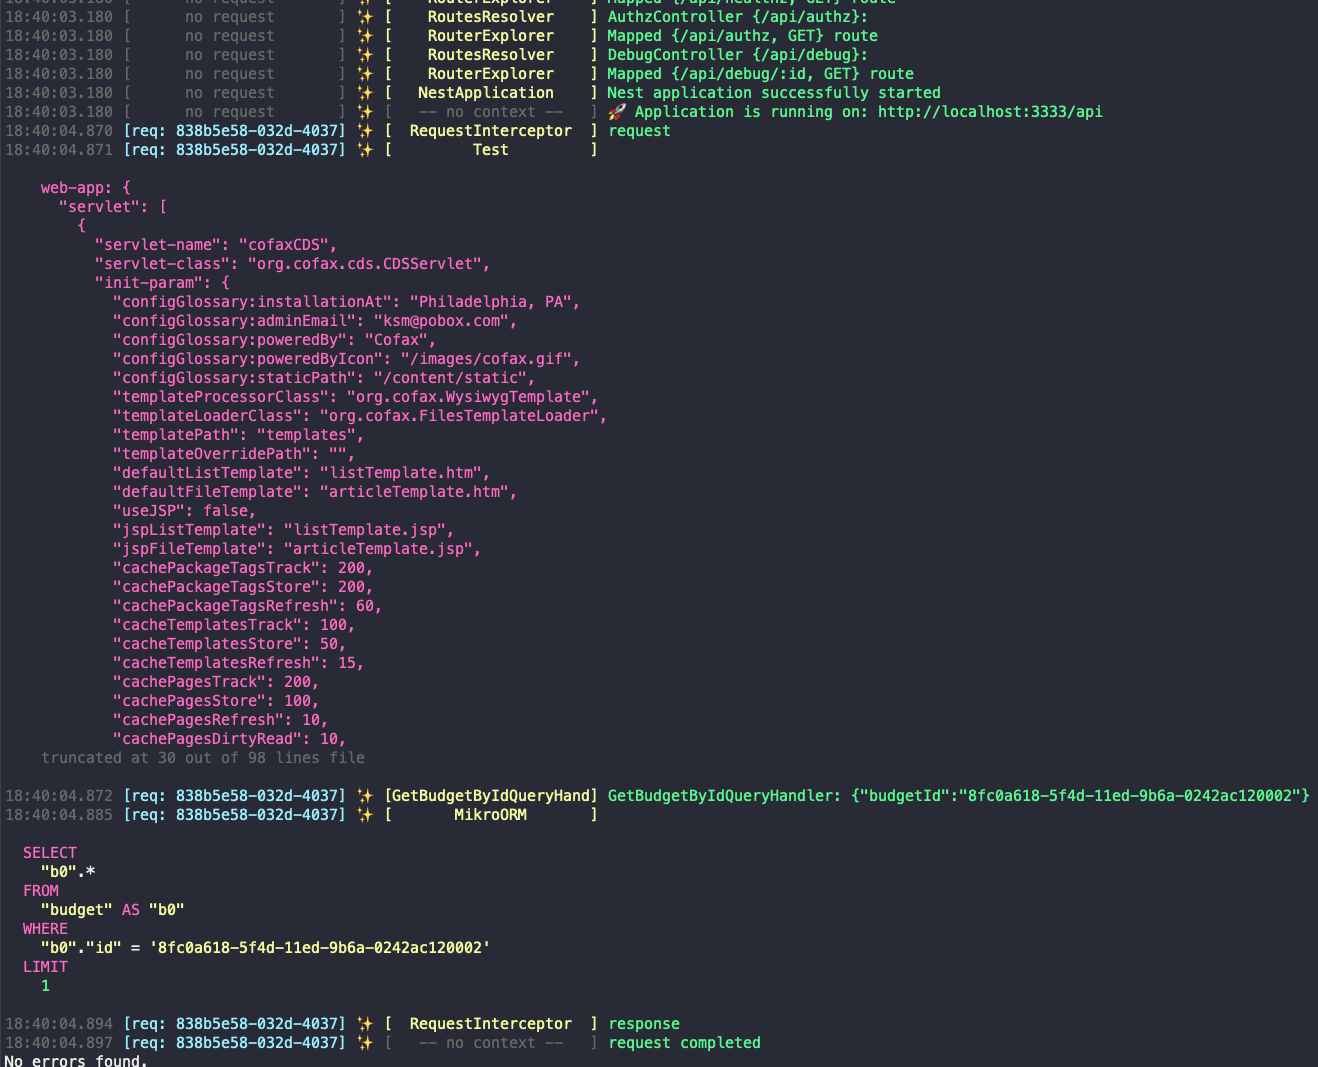 18:40:03.180 [      no request       ] ✨ [    RouterExplorer    ] Mapped {/api/healthz, GET} route
18:40:03.180 [      no request       ] ✨ [    RoutesResolver    ] AuthzController {/api/authz}:
18:40:03.180 [      no request       ] ✨ [    RouterExplorer    ] Mapped {/api/authz, GET} route
18:40:03.180 [      no request       ] ✨ [    RoutesResolver    ] DebugController {/api/debug}:
18:40:03.180 [      no request       ] ✨ [    RouterExplorer    ] Mapped {/api/debug/:id, GET} route
18:40:03.180 [      no request       ] ✨ [   NestApplication    ] Nest application successfully started
18:40:03.180 [      no request       ] ✨ [   -- no context --   ] 🚀 Application is running on: http://localhost:3333/api
18:40:04.870 [req: 838b5e58-032d-4037] ✨ [  RequestInterceptor  ] request
18:40:04.871 [req: 838b5e58-032d-4037] ✨ [         Test         ]
    web-app: {
      "servlet": [
        {
          "servlet-name": "cofaxCDS",
          "servlet-class": "org.cofax.cds.CDSServlet",
          "init-param": {
            "configGlossary:installationAt": "Philadelphia, PA",
            "configGlossary:adminEmail": "ksm@pobox.com",
            "configGlossary:poweredBy": "Cofax",
            "configGlossary:poweredByIcon": "/images/cofax.gif",
            "configGlossary:staticPath": "/content/static",
            "templateProcessorClass": "org.cofax.WysiwygTemplate",
            "templateLoaderClass": "org.cofax.FilesTemplateLoader",
            "templatePath": "templates",
            "templateOverridePath": "",
            "defaultListTemplate": "listTemplate.htm",
            "defaultFileTemplate": "articleTemplate.htm",
            "useJSP": false,
            "jspListTemplate": "listTemplate.jsp",
            "jspFileTemplate": "articleTemplate.jsp",
            "cachePackageTagsTrack": 200,
            "cachePackageTagsStore": 200,
            "cachePackageTagsRefresh": 60,
            "cacheTemplatesTrack": 100,
            "cacheTemplatesStore": 50,
            "cacheTemplatesRefresh": 15,
            "cachePagesTrack": 200,
            "cachePagesStore": 100,
            "cachePagesRefresh": 10,
            "cachePagesDirtyRead": 10,
    truncated at 30 out of 98 lines file
18:40:04.872 [req: 838b5e58-032d-4037] ✨ [GetBudgetByIdQueryHand] GetBudgetByIdQueryHandler: {"budgetId":"8fc0a618-5f4d-11ed-9b6a-0242ac120002"}
18:40:04.885 [req: 838b5e58-032d-4037] ✨ [       MikroORM       ]
  SELECT
    "b0".*
  FROM
    "budget" AS "b0"
  WHERE
    "b0"."id" = '8fc0a618-5f4d-11ed-9b6a-0242ac120002'
  LIMIT
    1
18:40:04.894 [req: 838b5e58-032d-4037] ✨ [  RequestInterceptor  ] response
18:40:04.897 [req: 838b5e58-032d-4037] ✨ [   -- no context --   ] request completed
No errors found.